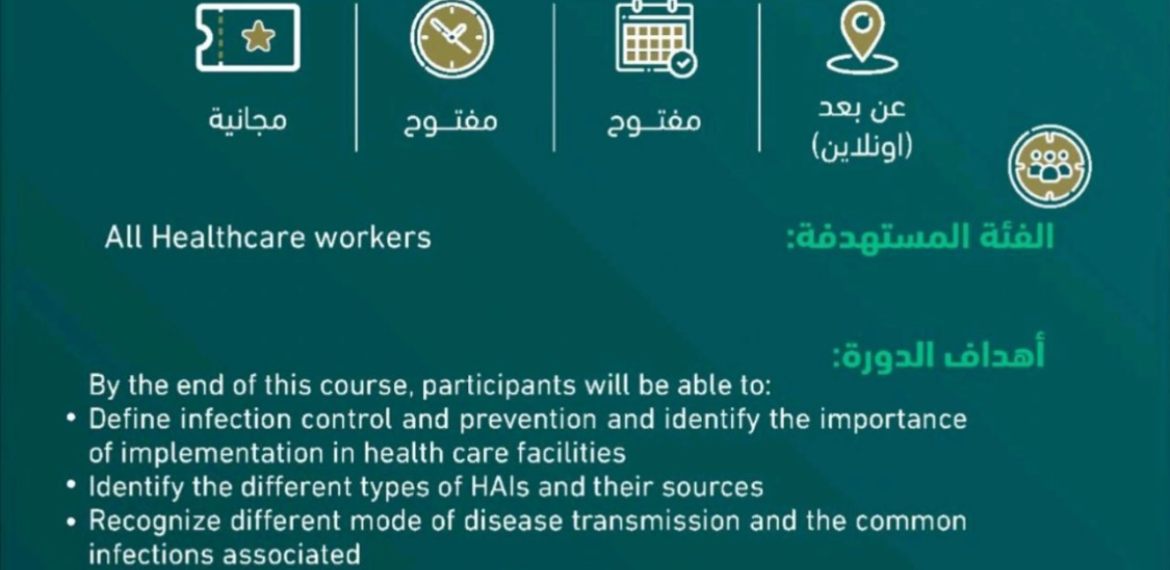 عن بعد
(اونلاين)
مفتــوح
مفتــوح
مجانية
الفئة المستهدفة:
All Healthcare workers
أهداف الدورة:
By the end of this course, participants will be able to:
• Define infection control and prevention and identify the importance
of implementation in health care facilities
• Identify the different types of HAIs and their sources
• Recognize different mode of disease transmission and the common
infections associated